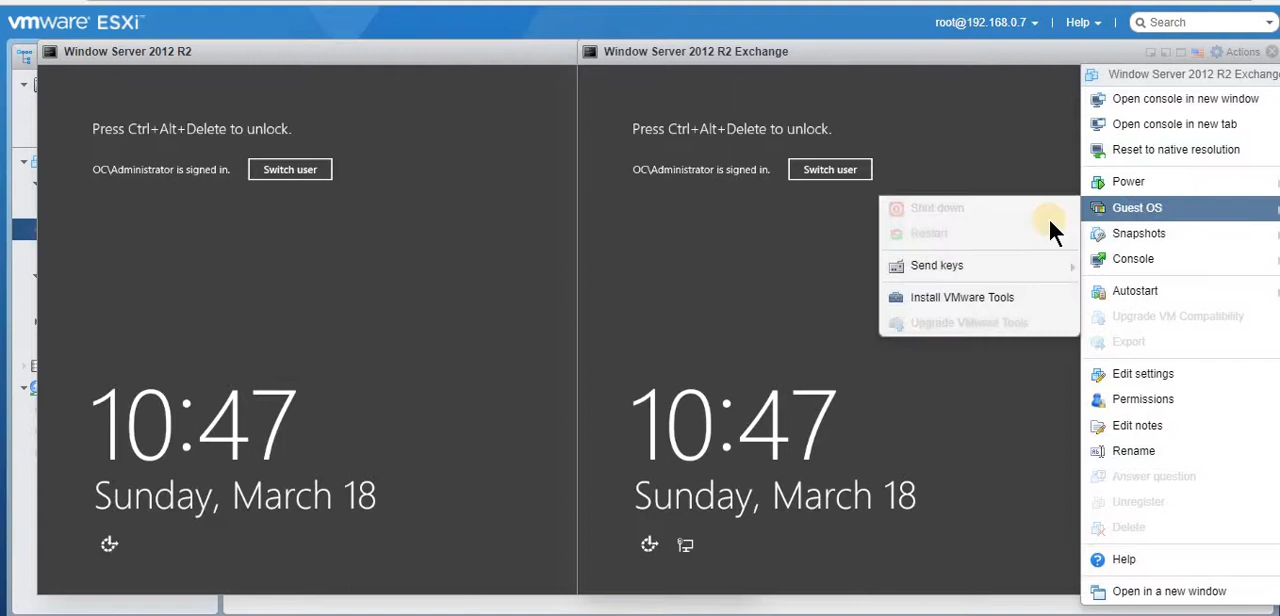 vmware ESXi™
root@192.168.0.7
Help
Search
Window Server 2012 R2
Window Server 2012 R2 Exchange
Actions
Press Ctrl+Alt+Delete to unlock.
OC\Administrator is signed in.
Switch user
10:47
Sunday, March 18
Press Ctrl+Alt+Delete to unlock.
OC\Administrator is signed in.
Switch user
10:47
Sunday, March 18
Shut down
Restart
Send keys
Install VMware Tools
Upgrade VMware Tools
Window Server 2012 R2 Exchang
Open console in new window
Open console in new tab
Reset to native resolution
Power
Guest OS
Snapshots
Console
Autostart
Upgrade VM Compatibility
Export
Edit settings
Permissions
Edit notes
Rename
Answer question
Unregister
Delete
Help
Open in a new window